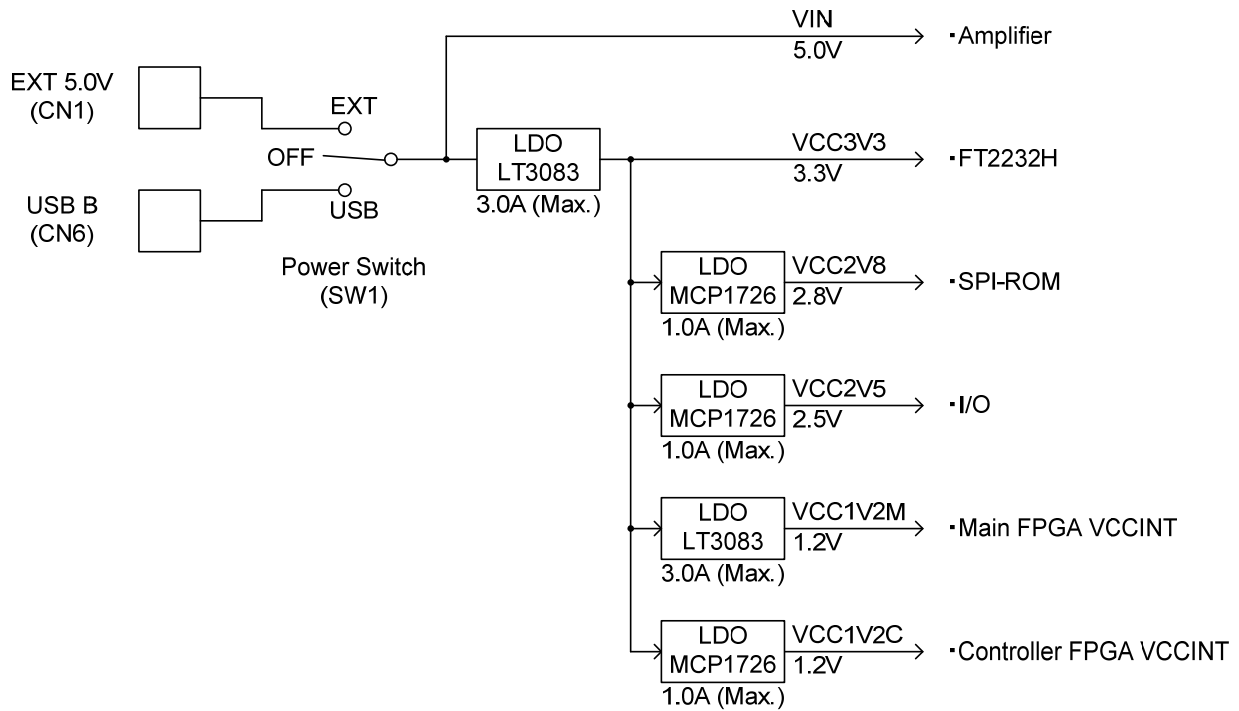 VIN
5.0V
▪Amplifier
EXT 5.0V
(CN1)
EXT
OFF
USB
USB B
(CN6)
Power Switch
(SW1)
LDO
LT3083
3.0A (Max.)
VCC3V3
3.3V
▪FT2232H
LDO
MCP1726
1.0A (Max.)
VCC2V8
2.8V
▪SPI-ROM
LDO
MCP1726
1.0A (Max.)
VCC2V5
2.5V
▪I/O
LDO
LT3083
3.0A (Max.)
VCC1V2M
1.2V
▪Main FPGA VCCINT
LDO
MCP1726
1.0A (Max.)
VCC1V2C
1.2V
▪Controller FPGA VCCINT